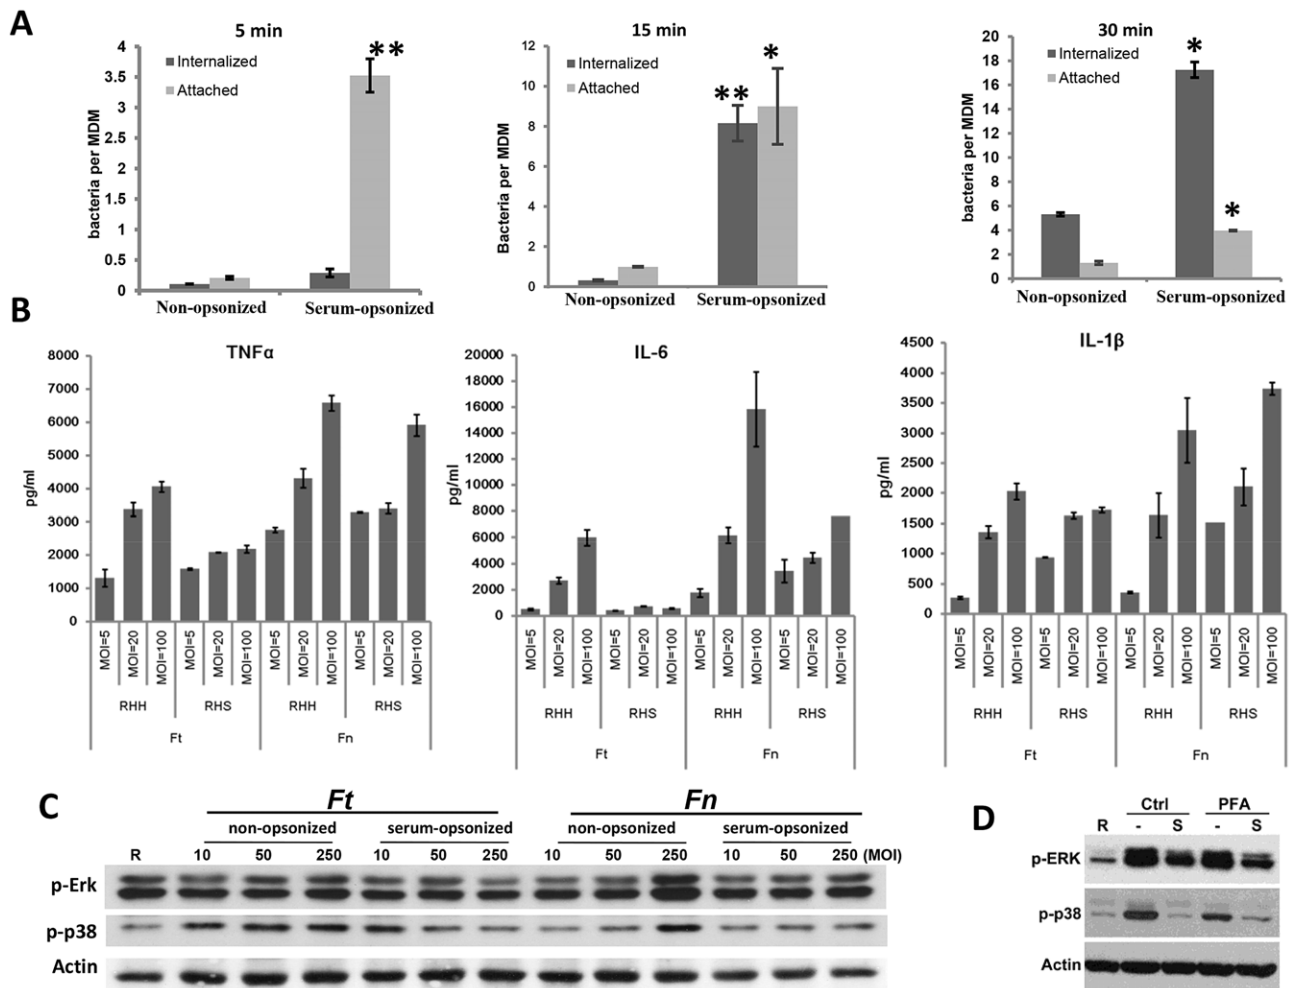 A
5 min
15 min
30 min
bacteria per MDM
4
3.5
3
2.5
2
1.5
1
0.5
0
Internalized
Attached
**
Non-opsonized
Serum-opsonized
Bacteria per MDM
12
10
8
6
4
2
0
Internalized
Attached
**
*
Non-opsonized
Serum-opsonized
bacteria per MDM
20
18
16
14
12
10
8
6
4
2
0
Internalized
Attached
*
*
Non-opsonized
Serum-opsonized
B
TNFα
pg/ml
8000
7000
6000
5000
4000
3000
2000
1000
0
MOI=5 MOI=20 MOI=100 MOI=5 MOI=20 MOI=100 MOI=5 MOI=20 MOI=100 MOI=5 MOI=20 MOI=100
RHH RHS RHH RHS
Ft Fn
IL-6
pg/ml
20000
18000
16000
14000
12000
10000
8000
6000
4000
2000
0
MOI=5 MOI=20 MOI=100 MOI=5 MOI=20 MOI=100 MOI=5 MOI=20 MOI=100 MOI=5 MOI=20 MOI=100
RHH RHS RHH RHS
Ft Fn
IL-1β
pg/ml
4500
4000
3500
3000
2500
2000
1500
1000
500
0
MOI=5 MOI=20 MOI=100 MOI=5 MOI=20 MOI=100 MOI=5 MOI=20 MOI=100 MOI=5 MOI=20 MOI=100
RHH RHS RHH RHS
Ft Fn
C
Ft Fn
non-opsonized serum-opsonized non-opsonized serum-opsonized
R 10 50 250 10 50 250 10 50 250 10 50 250 (MOI)
p-Erk
p-p38
Actin
D
Ctrl PFA
R - S - S
p-ERK
p-p38
Actin